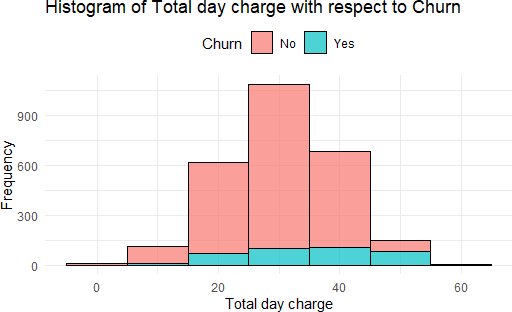 Histogram of Total day charge with respect to Churn
Churn No Yes
Frequency
900
600
300
0
0 20 40 60
Total day charge